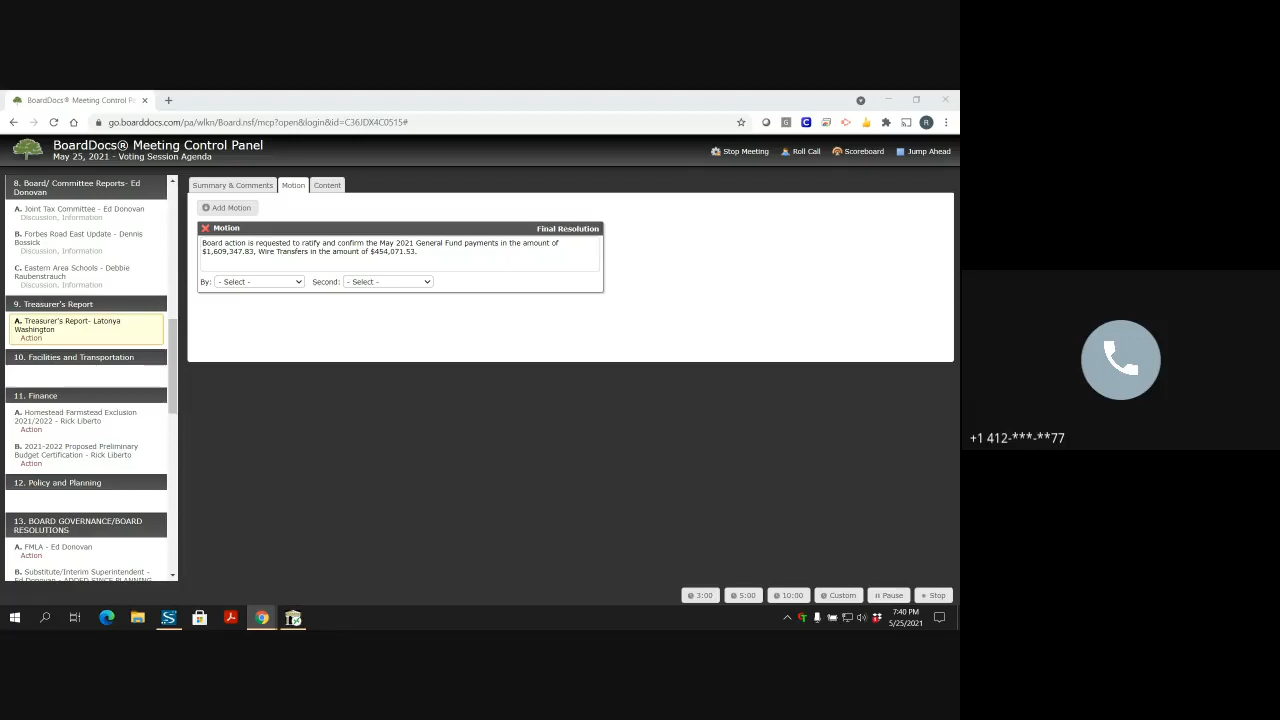 BoardDocs® Meeting Control P
go.boarddocs.com/pa/wlkn/Board.nsf/mcp?open&login&id=C36JDX4C0515#
BoardDocs® Meeting Control Panel
May 25, 2021 - Voting Session Agenda
Stop Meeting
Roll Call
Scoreboard
Jump Ahead
8. Board/ Committee Reports- Ed
Donovan
A. Joint Tax Committee - Ed Donovan
Discussion, Information
B. Forbes Road East Update - Dennis
Bossick
Discussion, Information
C. Eastern Area Schools - Debbie
Raubenstrauch
Discussion, Information
9. Treasurer's Report
A. Treasurer's Report- Latonya
Washington
Action
10. Facilities and Transportation
11. Finance
A. Homestead Farmstead Exclusion
2021/2022 - Rick Liberto
Action
B. 2021-2022 Proposed Preliminary
Budget Certification - Rick Liberto
Action
12. Policy and Planning
13. BOARD GOVERNANCE/BOARD
RESOLUTIONS
A. FMLA - Ed Donovan
Action
B. Substitute/Interim Superintendent -
Ed Donovan - ADDED SINCE PLANNING
Summary & Comments
Motion
Content
Add Motion
Motion
Final Resolution
Board action is requested to ratify and confirm the May 2021 General Fund payments in the amount of
$1,609,347.83, Wire Transfers in the amount of $454,071.53.
By: - Select - Second: - Select -
3:00
5:00
10:00
Custom
Pause
Stop
7:40 PM
5/25/2021
+1 412-***-**77